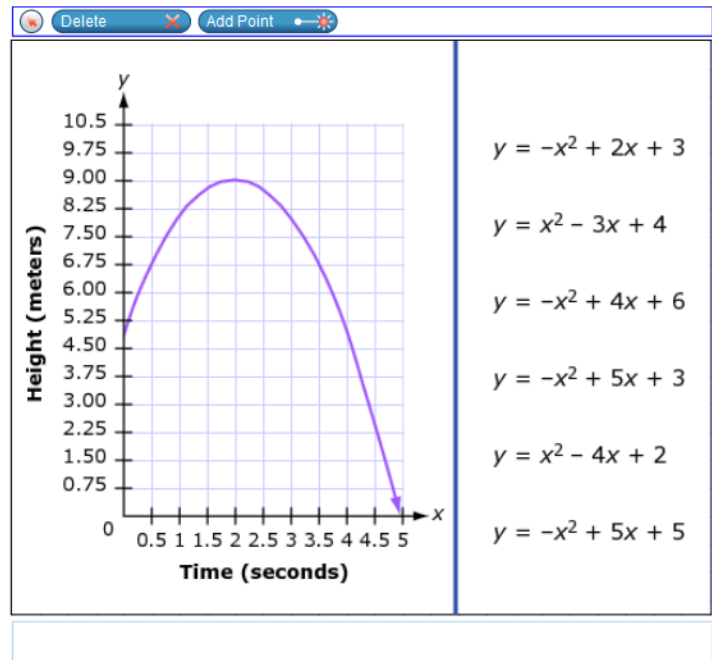 Delete
Add Point
y
10.5
9.75
9.00
8.25
7.50
6.75
6.00
5.25
4.50
3.75
3.00
2.25
1.50
0.75
0
Height (meters)
0.5 1 1.5 2 2.5 3 3.5 4 4.5 5
x
Time (seconds)
y = –x² + 2x + 3
y = x² – 3x + 4
y = –x² + 4x + 6
y = –x² + 5x + 3
y = x² – 4x + 2
y = –x² + 5x + 5